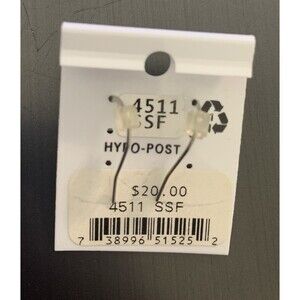 4511
SSF
HYPO-POST
$20.00
4511 SSF
7 38996 51525 2